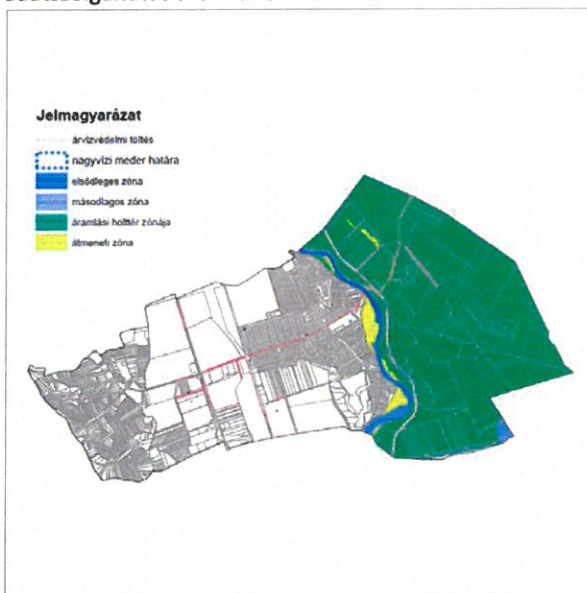 Jelmagyarázat
árvízvédelmi töltés
nagyvízi meder határa
elsődleges zóna
másodlagos zóna
áramlási holttér zónája
átmeneti zóna